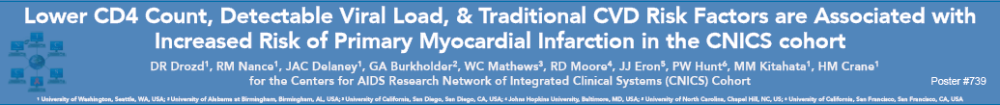 Lower CD4 Count, Detectable Viral Load, & Traditional CVD Risk Factors are Associated with
Increased Risk of Primary Myocardial Infarction in the CNICS cohort
DR Drozd¹, RM Nance¹, JAC Delaney¹, GA Burkholder², WC Mathews³, RD Moore⁴, JJ Eron⁵, PW Hunt⁶, MM Kitahata¹, HM Crane¹
for the Centers for AIDS Research Network of Integrated Clinical Systems (CNICS) Cohort
Poster #739
¹ University of Washington, Seattle, WA, USA; ² University of Alabama at Birmingham, Birmingham, AL, USA; ³ University of California, San Diego, San Diego, CA, USA; ⁴ Johns Hopkins University, Baltimore, MD, USA; ⁵ University of North Carolina, Chapel Hill, NC, US; ⁶ University of California, San Francisco, San Francisco, CA, USA